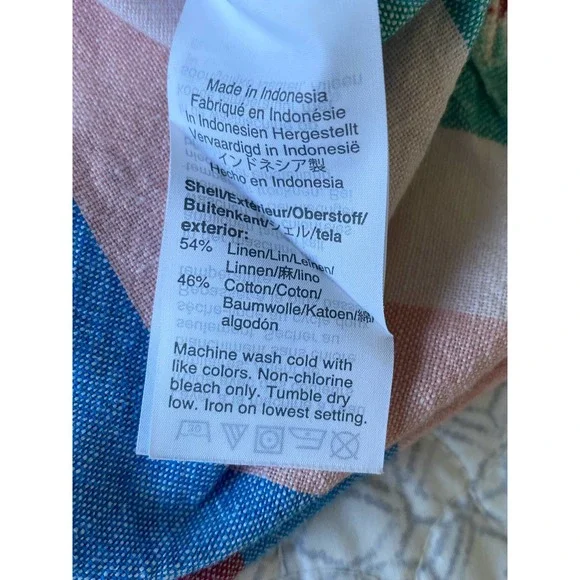 Made in Indonesia
Fabriqué en Indonésie
In Indonesien Hergestellt
Vervaardigd in Indonesië
インドネシア製
Hecho en Indonesia
Shell/Extérieur/Oberstoff/
Buitenkant/シェル/tela
exterior:
54% Linen/Lin/Leinen/
Linnen/麻/lino
46% Cotton/Coton/
Baumwolle/Katoen/綿/
algodón
Machine wash cold with
like colors. Non-chlorine
bleach only. Tumble dry
low. Iron on lowest setting.